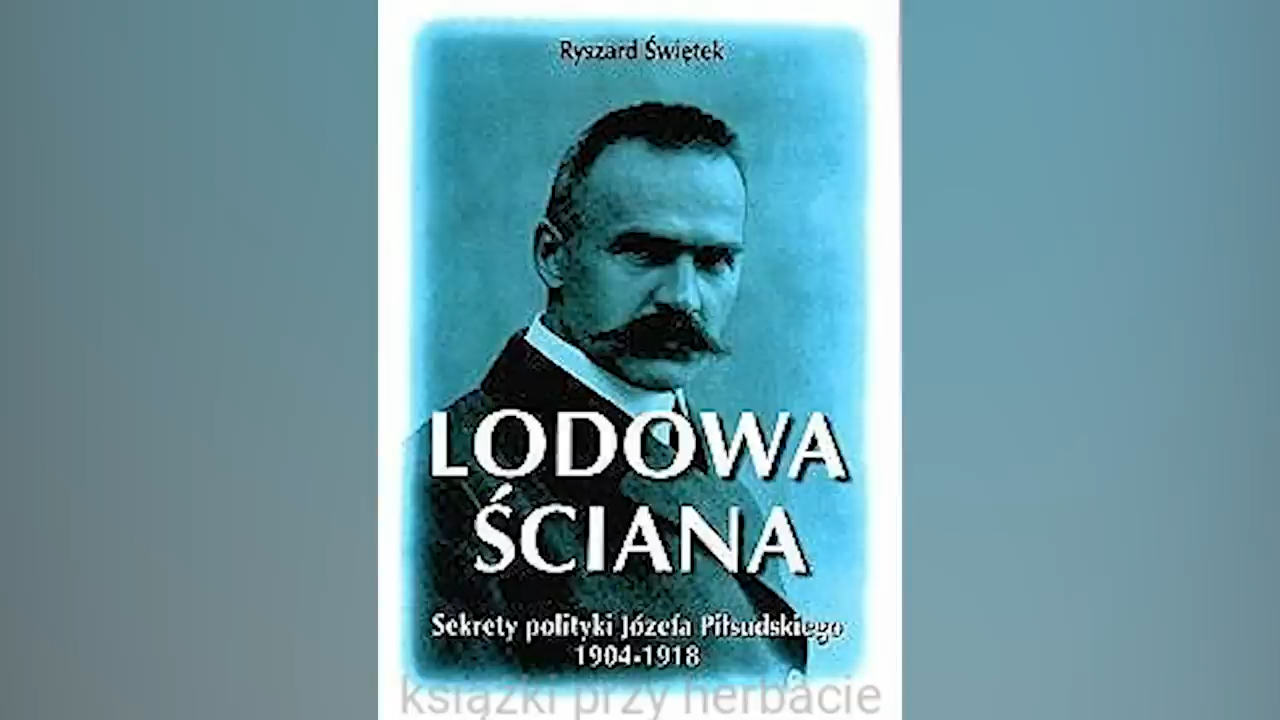 Ryszard Świętek
LODOWA
ŚCIANA
Sekrety polityki Józefa Piłsudskiego
1904-1918
książki przy herbacie